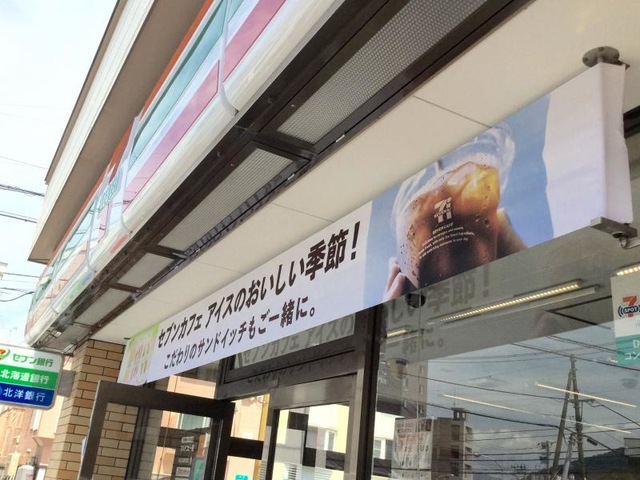 セブンカフェ アイスのおいしい季節!
こだわりのサンドイッチもご一緒に。
セブン銀行
北海道銀行
北洋銀行